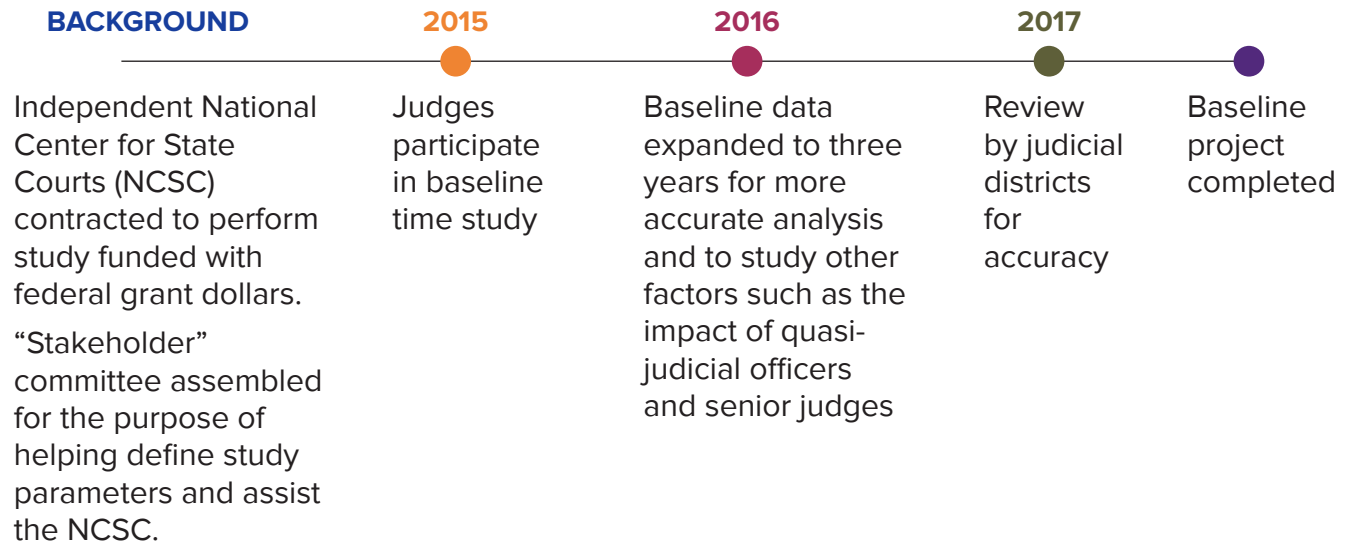 BACKGROUND
Independent National
Center for State
Courts (NCSC)
contracted to perform
study funded with
federal grant dollars.
“Stakeholder”
committee assembled
for the purpose of
helping define study
parameters and assist
the NCSC.
2015
Judges
participate
in baseline
time study
2016
Baseline data
expanded to three
years for more
accurate analysis
and to study other
factors such as the
impact of quasi-
judicial officers
and senior judges
2017
Review
by judicial
districts
for
accuracy
Baseline
project
completed